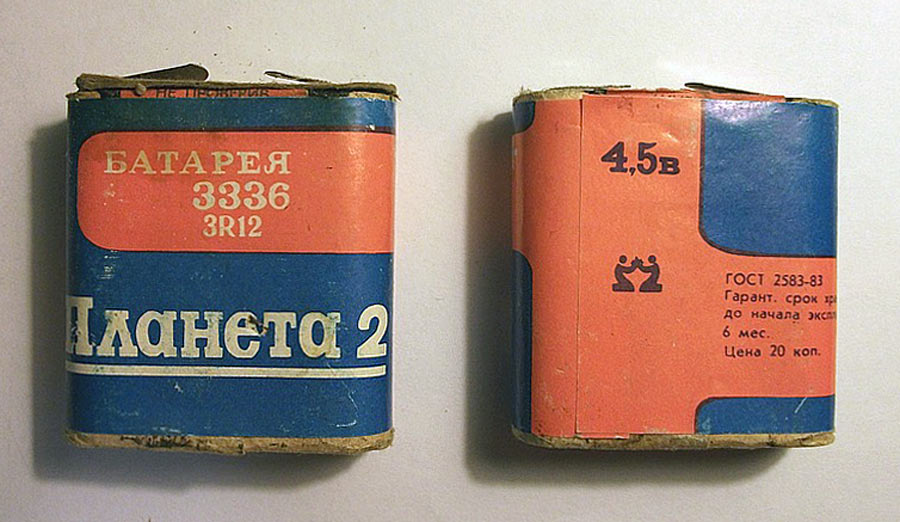 Не
БАТАРЕЯ
3336
3R12
Планета 2
4,5в
ГОСТ 2583-83
Гарант. срок
до начала
6 мес.
Цена 20 коп.